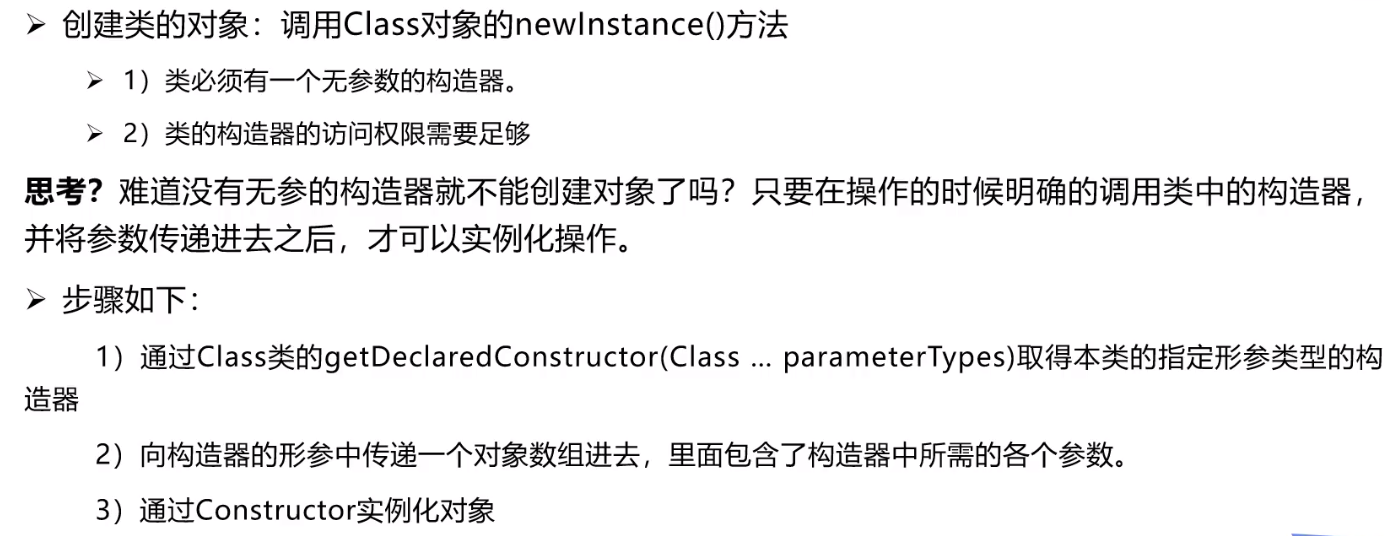 ➢ 创建类的对象：调用Class对象的newInstance()方法
➢ 1）类必须有一个无参数的构造器。
➢ 2）类的构造器的访问权限需要足够
思考？难道没有无参的构造器就不能创建对象了吗？只要在操作的时候明确的调用类中的构造器，
并将参数传递进去之后，才可以实例化操作。
➢ 步骤如下：
1）通过Class类的getDeclaredConstructor(Class … parameterTypes)取得本类的指定形参类型的构
造器
2）向构造器的形参中传递一个对象数组进去，里面包含了构造器中所需的各个参数。
3）通过Constructor实例化对象